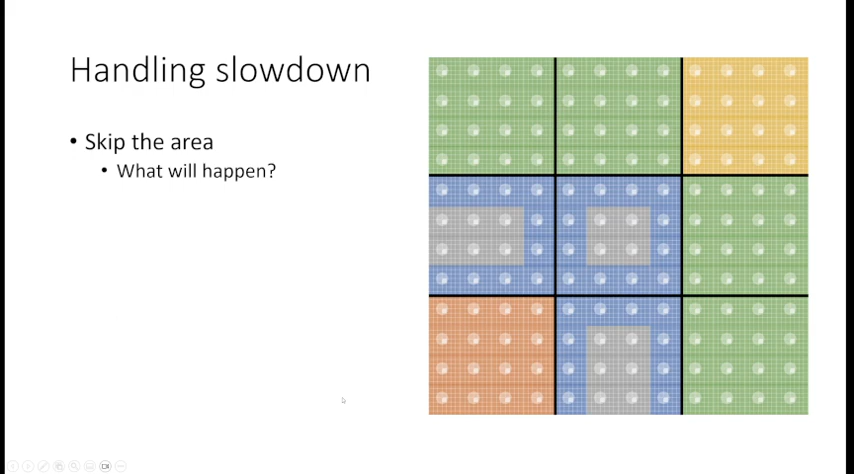 Handling slowdown
• Skip the area
• What will happen?